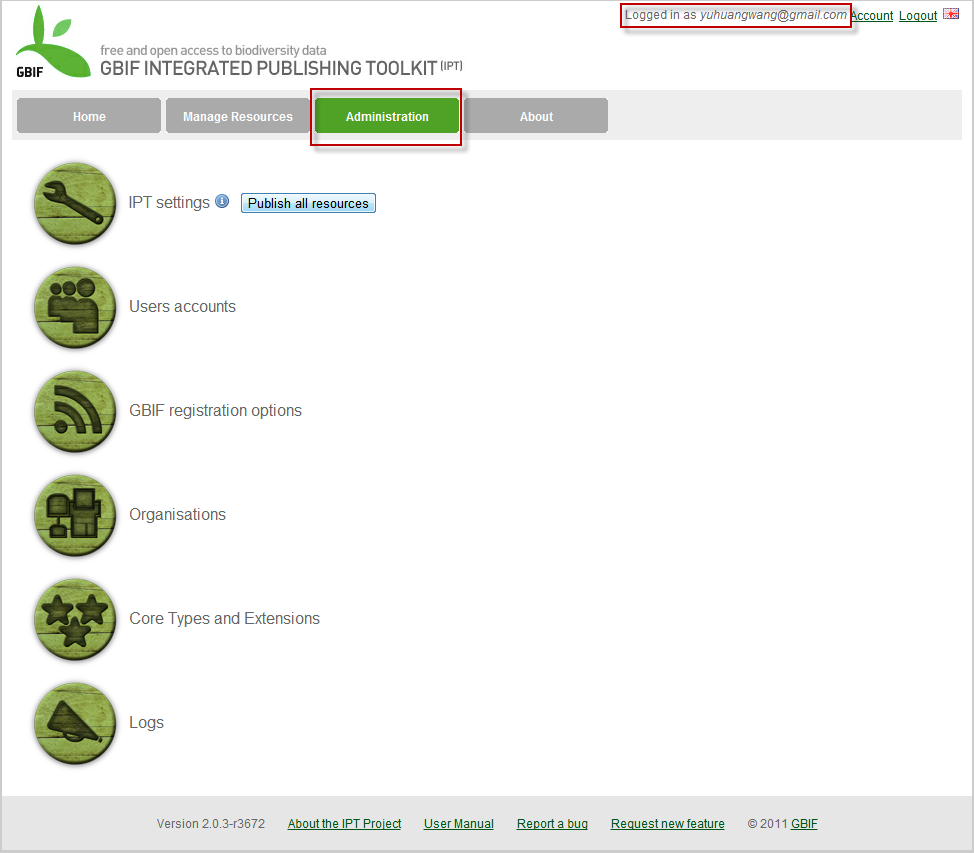 Logged in as yuhuangwang@gmail.com Account Logout
free and open access to biodiversity data
GBIF GBIF INTEGRATED PUBLISHING TOOLKIT (IPT)
Home Manage Resources Administration About
IPT settings i Publish all resources
Users accounts
GBIF registration options
Organisations
Core Types and Extensions
Logs
Version 2.0.3-r3672 About the IPT Project User Manual Report a bug Request new feature © 2011 GBIF